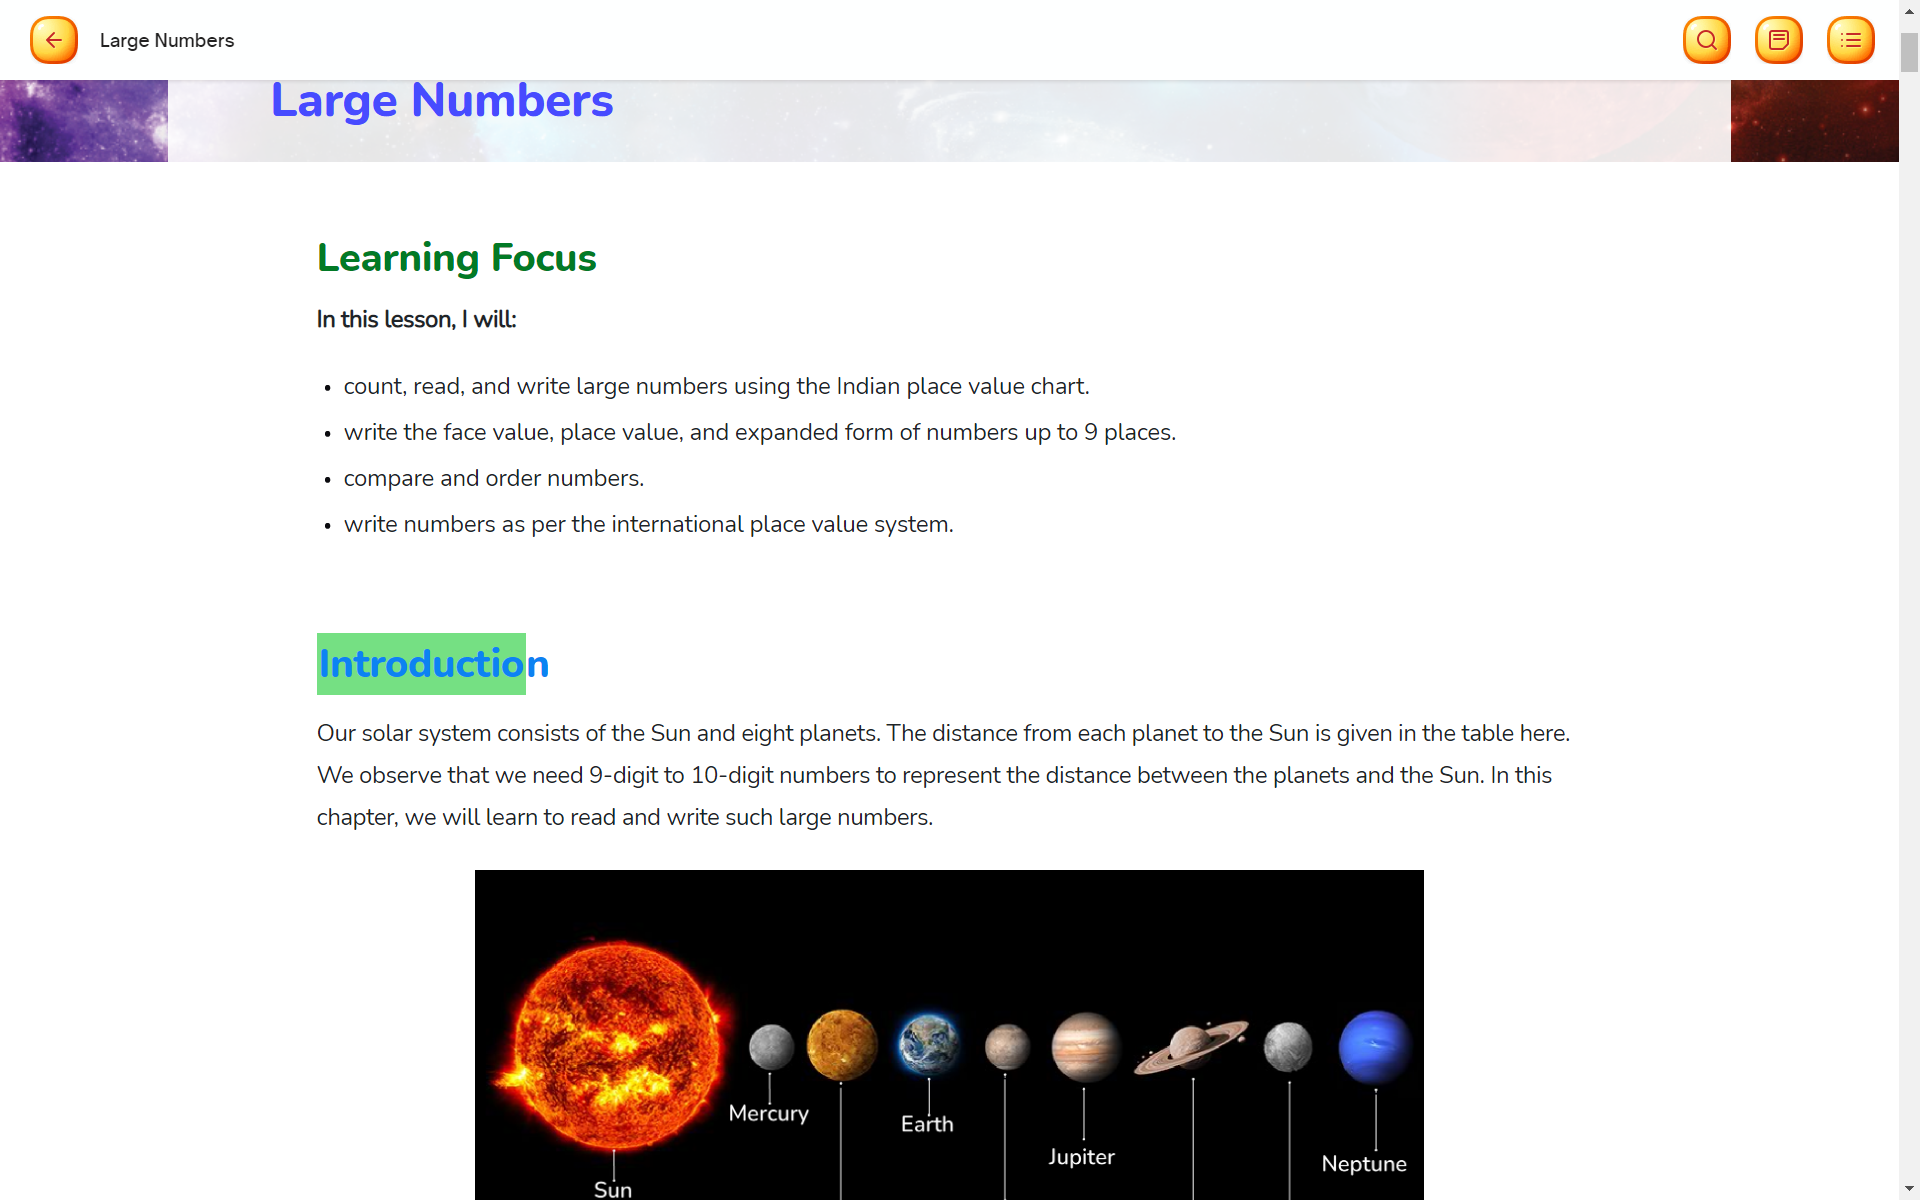 Large Numbers
Large Numbers
Learning Focus
In this lesson, I will:
• count, read, and write large numbers using the Indian place value chart.
• write the face value, place value, and expanded form of numbers up to 9 places.
• compare and order numbers.
• write numbers as per the international place value system.
Introduction
Our solar system consists of the Sun and eight planets. The distance from each planet to the Sun is given in the table here.
We observe that we need 9-digit to 10-digit numbers to represent the distance between the planets and the Sun. In this
chapter, we will learn to read and write such large numbers.
Mercury
Earth
Jupiter
Neptune
Sun